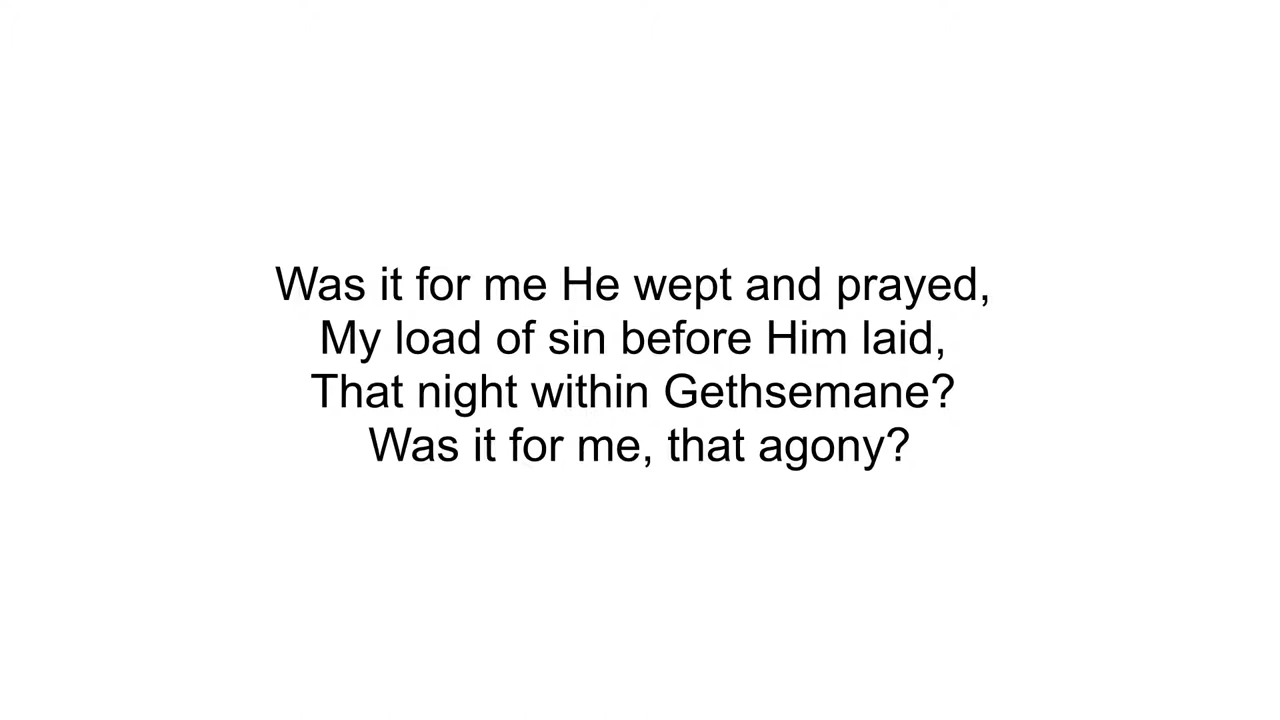 Was it for me He wept and prayed,
My load of sin before Him laid,
That night within Gethsemane?
Was it for me, that agony?